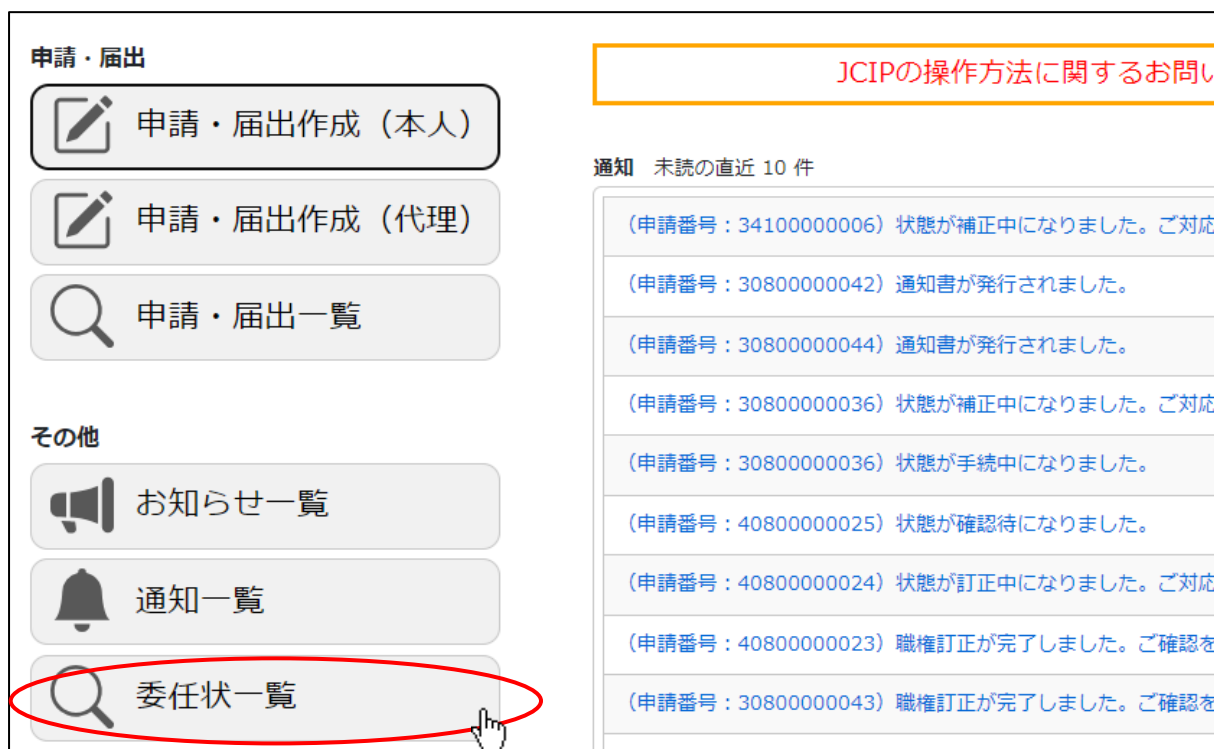 申請・届出
申請・届出作成（本人）
申請・届出作成（代理）
申請・届出一覧
その他
お知らせ一覧
通知一覧
委任状一覧
JCIPの操作方法に関するお問い
通知 未読の直近 10 件
（申請番号：34100000006）状態が補正中になりました。ご対応
（申請番号：30800000042）通知書が発行されました。
（申請番号：30800000044）通知書が発行されました。
（申請番号：30800000036）状態が補正中になりました。ご対応
（申請番号：30800000036）状態が手続中になりました。
（申請番号：40800000025）状態が確認待になりました。
（申請番号：40800000024）状態が訂正中になりました。ご対応
（申請番号：40800000023）職権訂正が完了しました。ご確認を
（申請番号：30800000043）職権訂正が完了しました。ご確認を